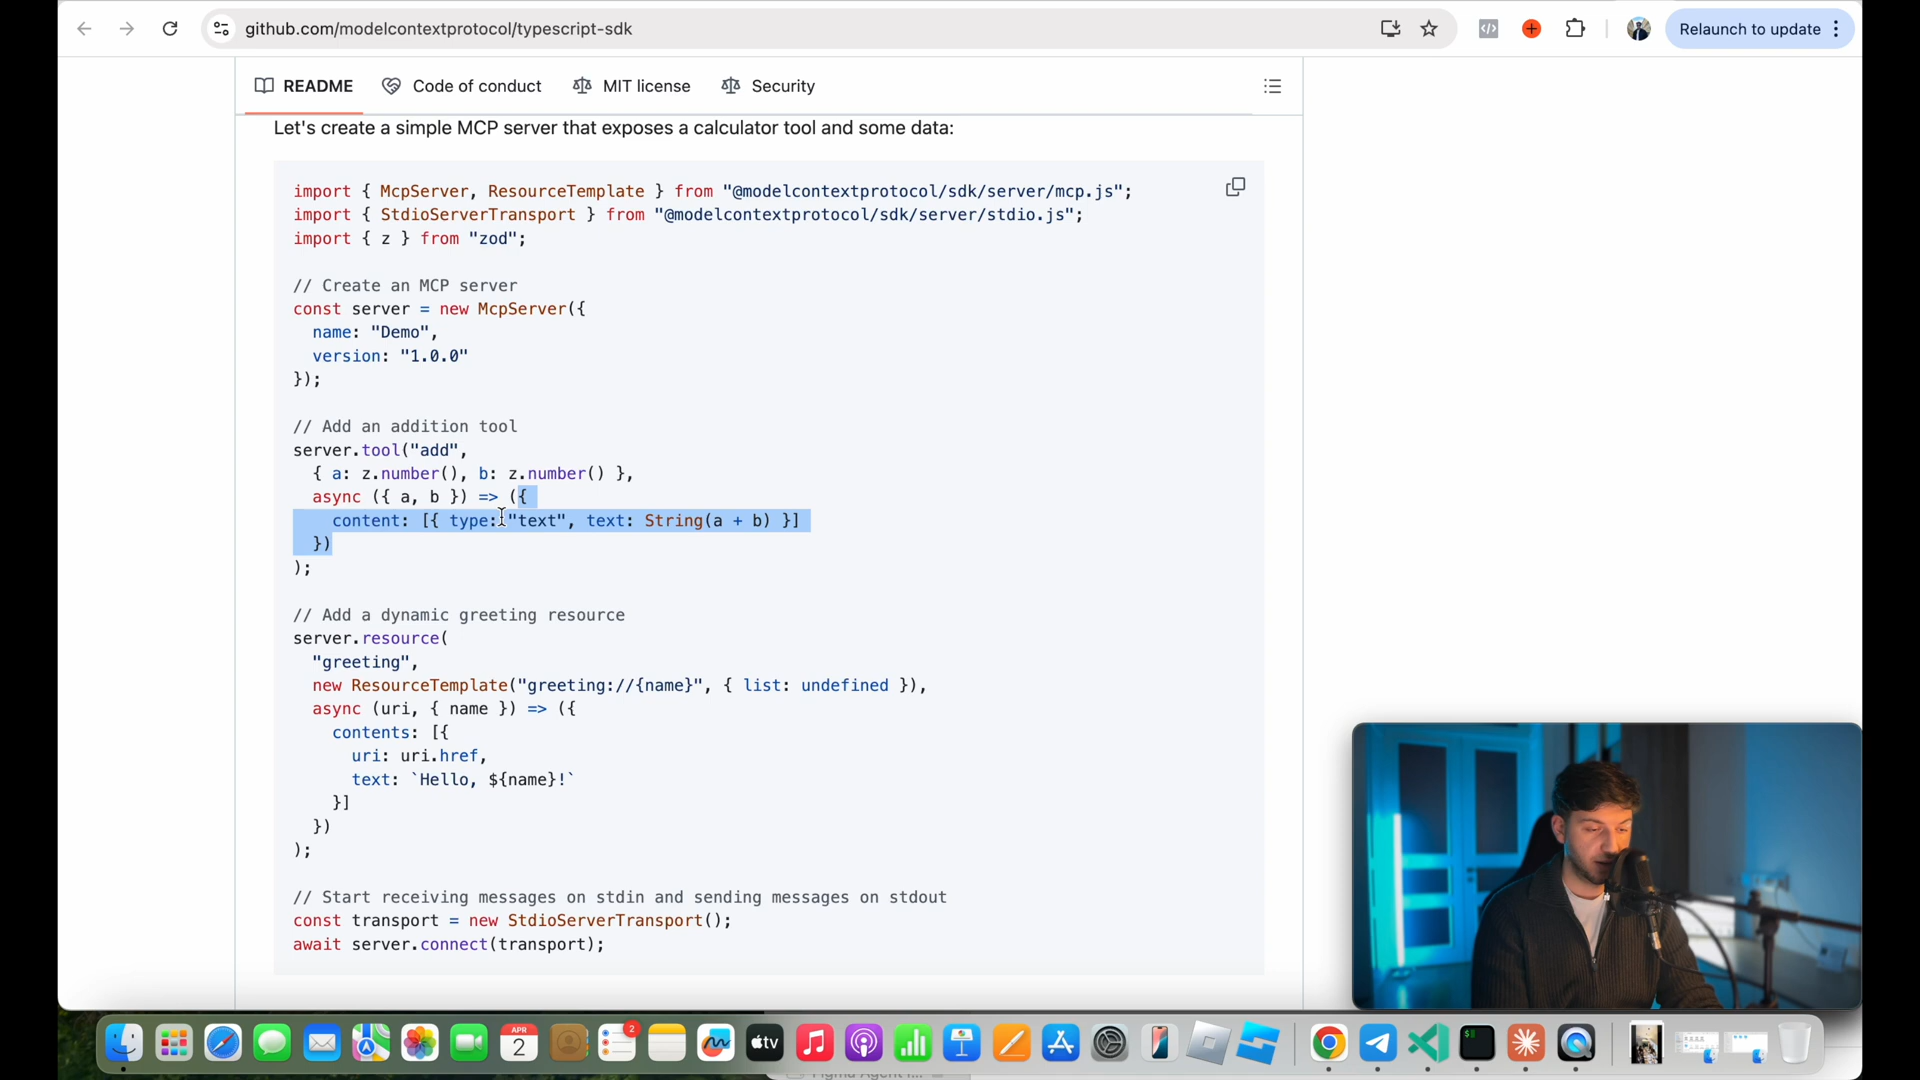 github.com/modelcontextprotocol/typescript-sdk
Relaunch to update
README
Code of conduct
MIT license
Security
Let's create a simple MCP server that exposes a calculator tool and some data:
import { McpServer, ResourceTemplate } from "@modelcontextprotocol/sdk/server/mcp.js";
import { StdioServerTransport } from "@modelcontextprotocol/sdk/server/stdio.js";
import { z } from "zod";
// Create an MCP server
const server = new McpServer({
  name: "Demo",
  version: "1.0.0"
});
// Add an addition tool
server.tool("add",
  { a: z.number(), b: z.number() },
  async ({ a, b }) => ({
    content: [{ type: "text", text: String(a + b) }]
  })
);
// Add a dynamic greeting resource
server.resource(
  "greeting",
  new ResourceTemplate("greeting://{name}", { list: undefined }),
  async (uri, { name }) => ({
    contents: [{
      uri: uri.href,
      text: `Hello, ${name}!`
    }]
  })
);
// Start receiving messages on stdin and sending messages on stdout
const transport = new StdioServerTransport();
await server.connect(transport);
APR
2
2
tv
$